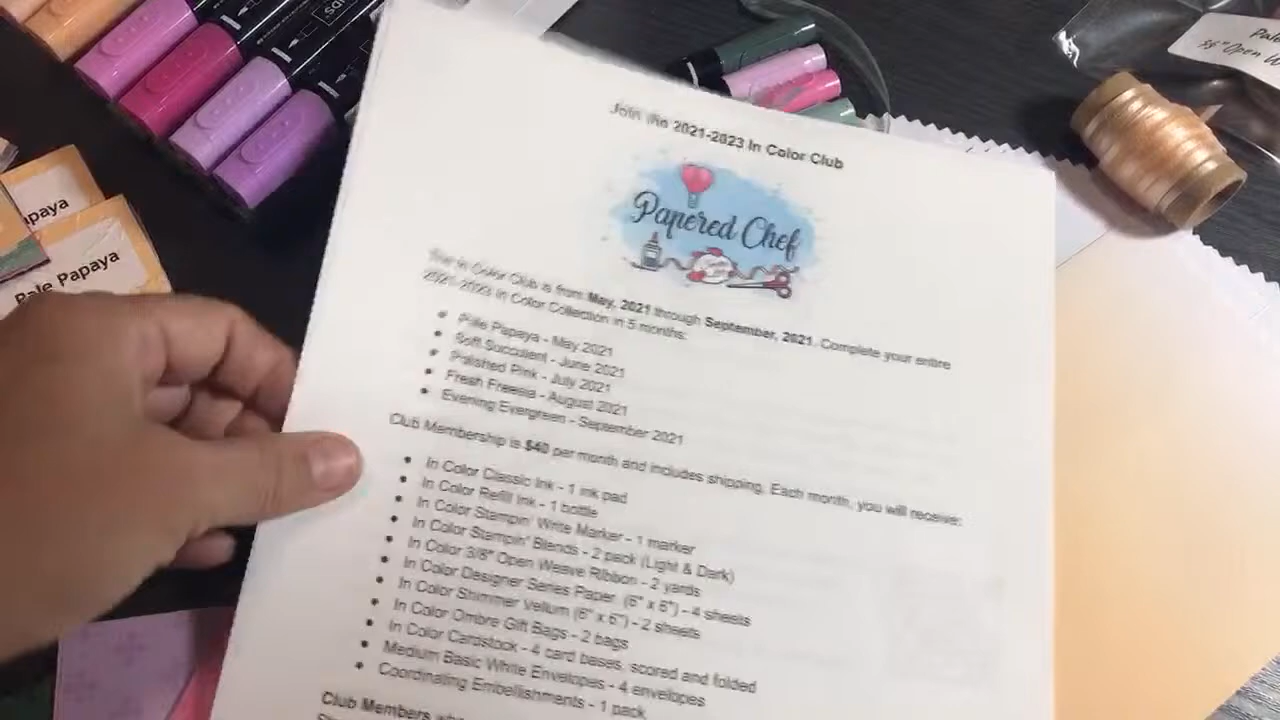 Join the 2021-2023 In Color Club
Papered Chef
The In Color Club is from May, 2021 through September, 2021. Complete your entire
2021-2023 In Color Collection in 5 months:
• Pale Papaya - May 2021
• Soft Succulent - June 2021
• Polished Pink - July 2021
• Fresh Freesia - August 2021
• Evening Evergreen - September 2021
Club Membership is $40 per month and includes shipping. Each month, you will receive:
• In Color Classic Ink - 1 ink pad
• In Color Refill Ink - 1 bottle
• In Color Stampin' Write Marker - 1 marker
• In Color Stampin' Blends - 2 pack (Light & Dark)
• In Color 3/8" Open Weave Ribbon - 2 yards
• In Color Designer Series Paper (6" x 6") - 4 sheets
• In Color Shimmer Vellum (6" x 6") - 2 sheets
• In Color Ombre Gift Bags - 2 bags
• In Color Cardstock - 4 card bases, scored and folded
• Medium Basic White Envelopes - 4 envelopes
• Coordinating Embellishments - 1 pack
Club Members who
apaya
Pale Papaya
Pale
3/8" Open W